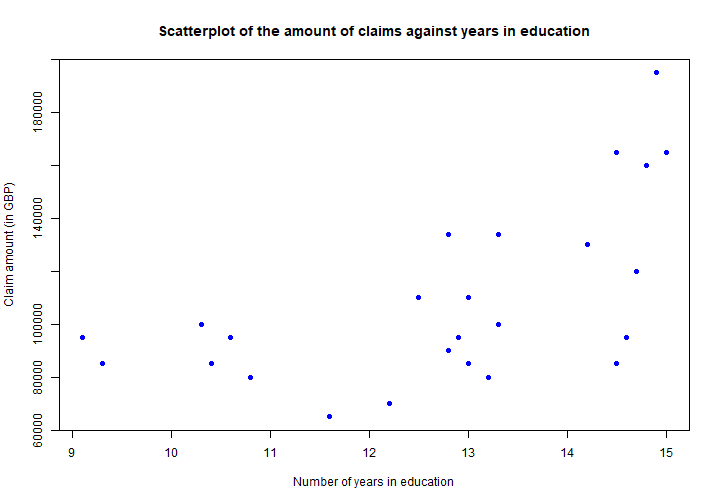 Scatterplot of the amount of claims against years in education
Claim amount (in GBP)
180000
140000
100000
80000
60000
9 10 11 12 13 14 15
Number of years in education